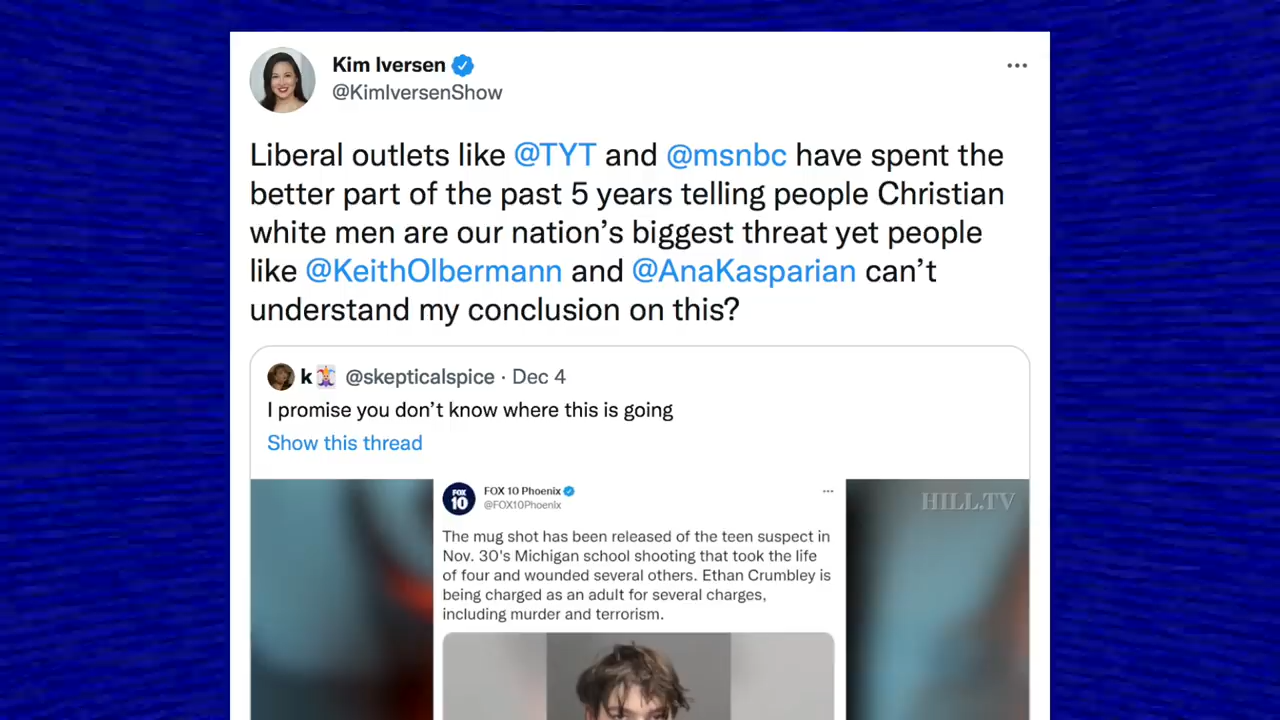 Kim Iversen
@KimIversenShow
Liberal outlets like @TYT and @msnbc have spent the
better part of the past 5 years telling people Christian
white men are our nation’s biggest threat yet people
like @KeithOlbermann and @AnaKasparian can’t
understand my conclusion on this?
k @skepticalspice · Dec 4
I promise you don’t know where this is going
Show this thread
FOX 10
FOX 10 Phoenix
@FOX10Phoenix
HILL.TV
The mug shot has been released of the teen suspect in
Nov. 30's Michigan school shooting that took the life
of four and wounded several others. Ethan Crumbley is
being charged as an adult for several charges,
including murder and terrorism.